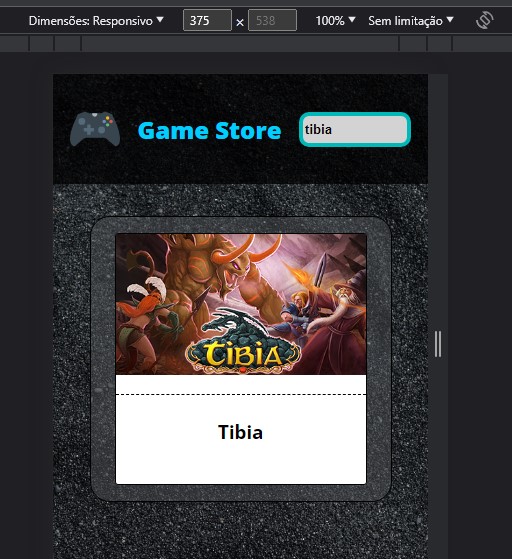 Dimensões: Responsivo ▼ 375 × 538 100% ▼ Sem limitação ▼
Game Store tibia
TIBIA
Tibia